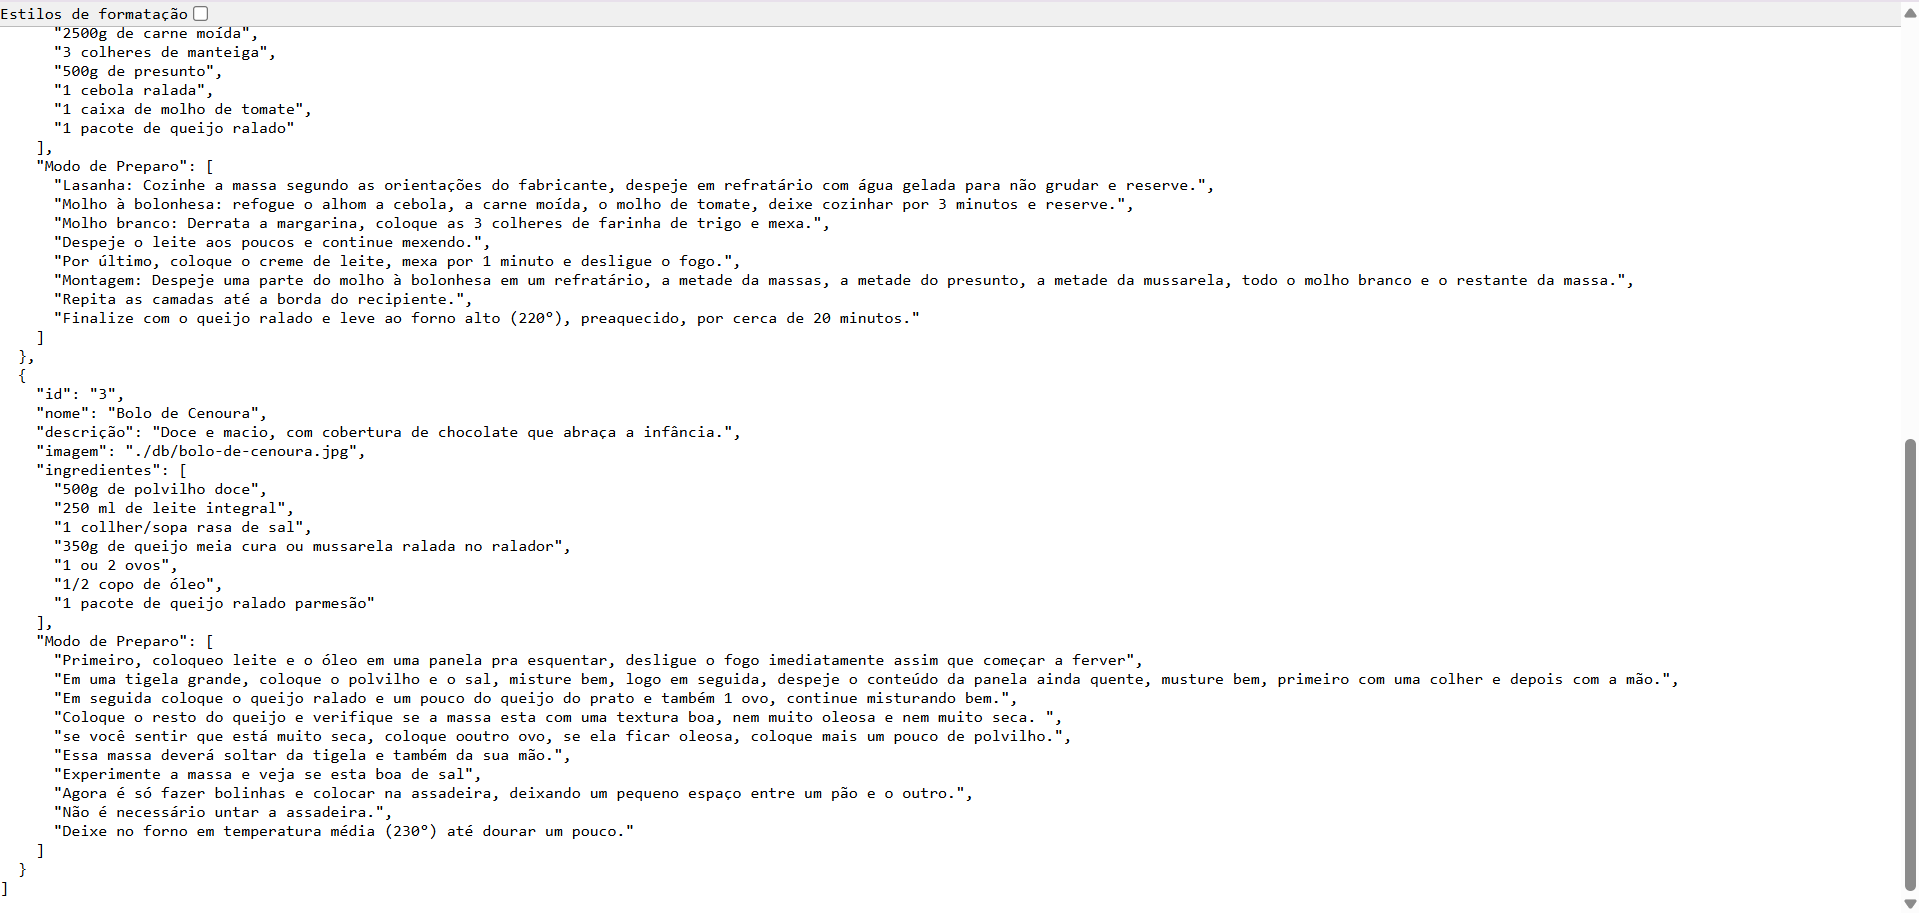 Estilos de formatação
"2500g de carne moída",
"3 colheres de manteiga",
"500g de presunto",
"1 cebola ralada",
"1 caixa de molho de tomate",
"1 pacote de queijo ralado"
],
"Modo de Preparo": [
"Lasanha: Cozinhe a massa segundo as orientações do fabricante, despeje em refratário com água gelada para não grudar e reserve.",
"Molho à bolonhesa: refogue o alhom a cebola, a carne moída, o molho de tomate, deixe cozinhar por 3 minutos e reserve.",
"Molho branco: Derrata a margarina, coloque as 3 colheres de farinha de trigo e mexa.",
"Despeje o leite aos poucos e continue mexendo.",
"Por último, coloque o creme de leite, mexa por 1 minuto e desligue o fogo.",
"Montagem: Despeje uma parte do molho à bolonhesa em um refratário, a metade da massas, a metade do presunto, a metade da mussarela, todo o molho branco e o restante da massa.",
"Repita as camadas até a borda do recipiente.",
"Finalize com o queijo ralado e leve ao forno alto (220°), preaquecido, por cerca de 20 minutos."
]
},
{
"id": "3",
"nome": "Bolo de Cenoura",
"descrição": "Doce e macio, com cobertura de chocolate que abraça a infância.",
"imagem": "./db/bolo-de-cenoura.jpg",
"ingredientes": [
"500g de polvilho doce",
"250 ml de leite integral",
"1 collher/sopa rasa de sal",
"350g de queijo meia cura ou mussarela ralada no ralador",
"1 ou 2 ovos",
"1/2 copo de óleo",
"1 pacote de queijo ralado parmesão"
],
"Modo de Preparo": [
"Primeiro, coloqueo leite e o óleo em uma panela pra esquentar, desligue o fogo imediatamente assim que começar a ferver",
"Em uma tigela grande, coloque o polvilho e o sal, misture bem, logo em seguida, despeje o conteúdo da panela ainda quente, musture bem, primeiro com uma colher e depois com a mão.",
"Em seguida coloque o queijo ralado e um pouco do queijo do prato e também 1 ovo, continue misturando bem.",
"Coloque o resto do queijo e verifique se a massa esta com uma textura boa, nem muito oleosa e nem muito seca. ",
"se você sentir que está muito seca, coloque ooutro ovo, se ela ficar oleosa, coloque mais um pouco de polvilho.",
"Essa massa deverá soltar da tigela e também da sua mão.",
"Experimente a massa e veja se esta boa de sal",
"Agora é só fazer bolinhas e colocar na assadeira, deixando um pequeno espaço entre um pão e o outro.",
"Não é necessário untar a assadeira.",
"Deixe no forno em temperatura média (230°) até dourar um pouco."
]
}
]